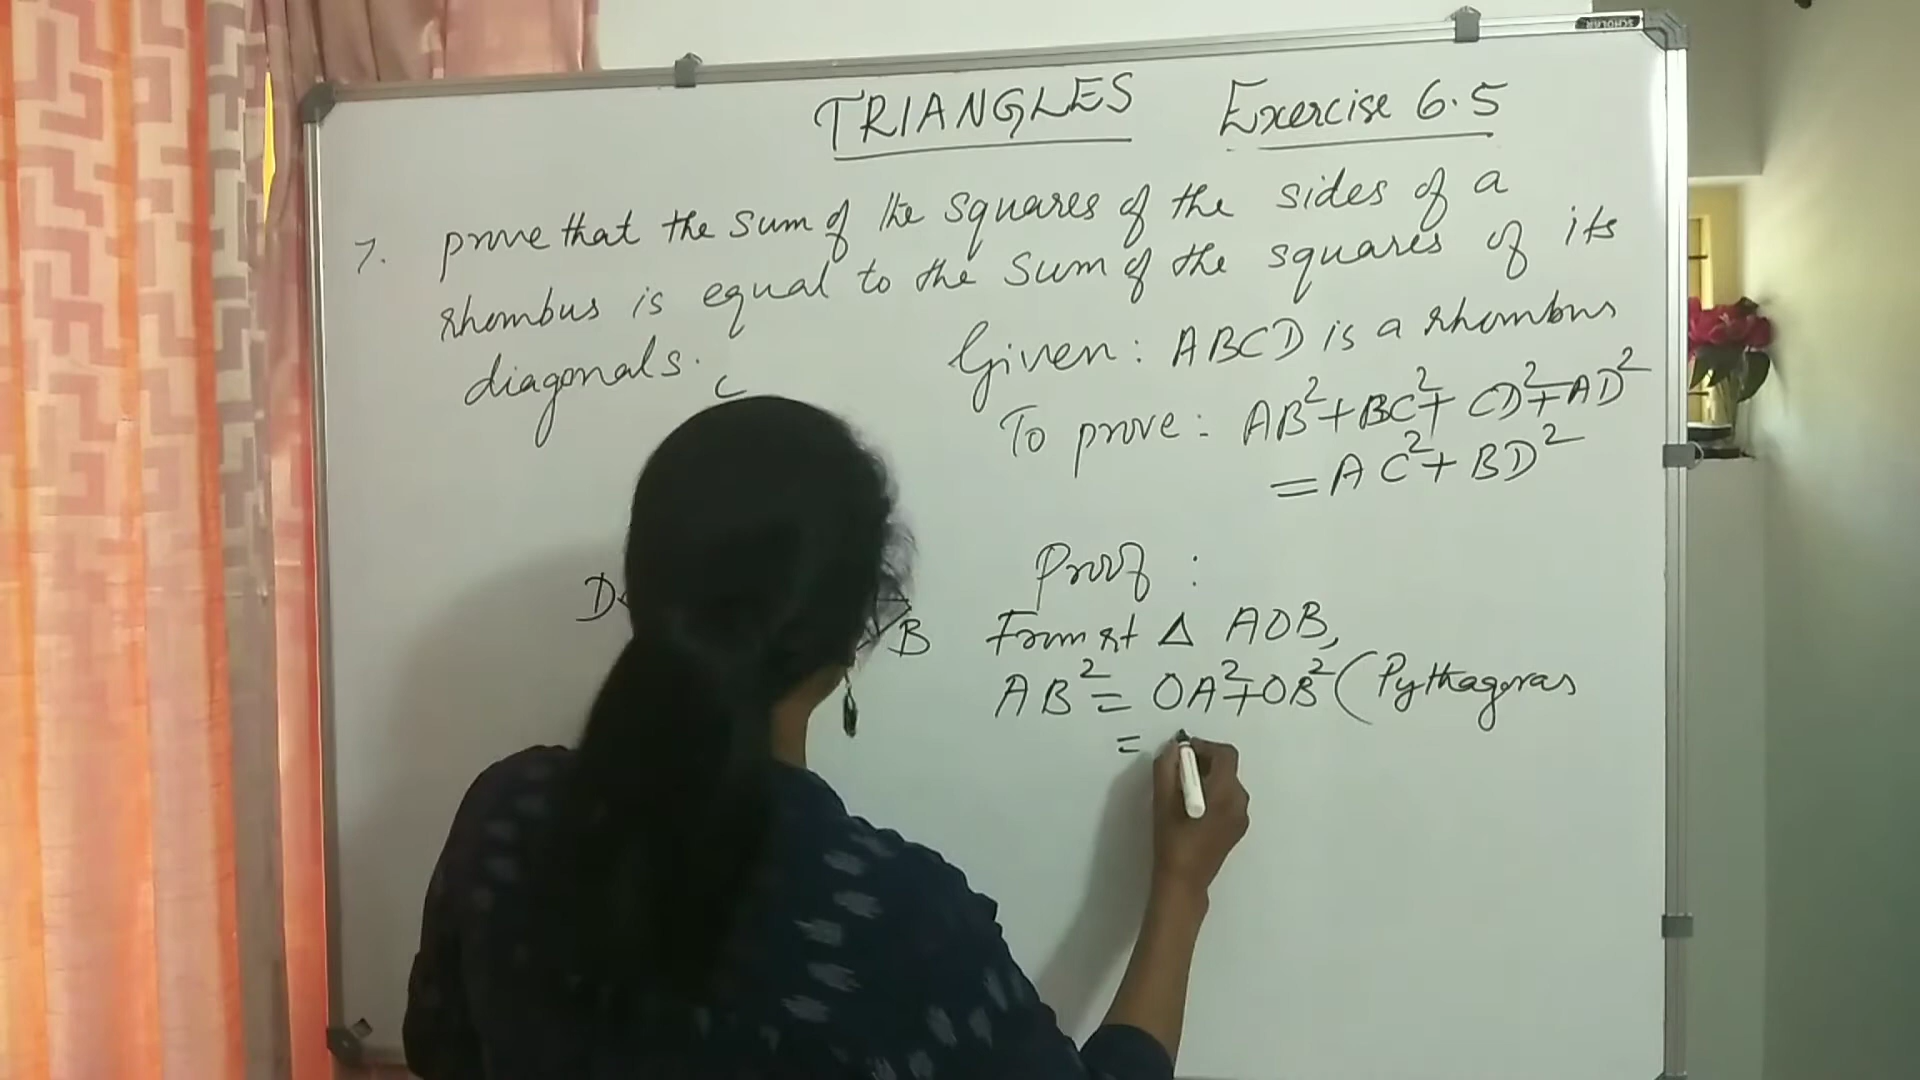 SCHOLAR
TRIANGLES Exercise 6.5
7. prove that the sum of the squares of the sides of a
rhombus is equal to the sum of the squares of its
diagonals.
Given: ABCD is a rhombus
To prove: AB²+BC²+ CD²+AD²
=AC²+BD²
C
D
B
Proof :
From rt △ AOB,
AB²= OA²+OB²(Pythagoras
=